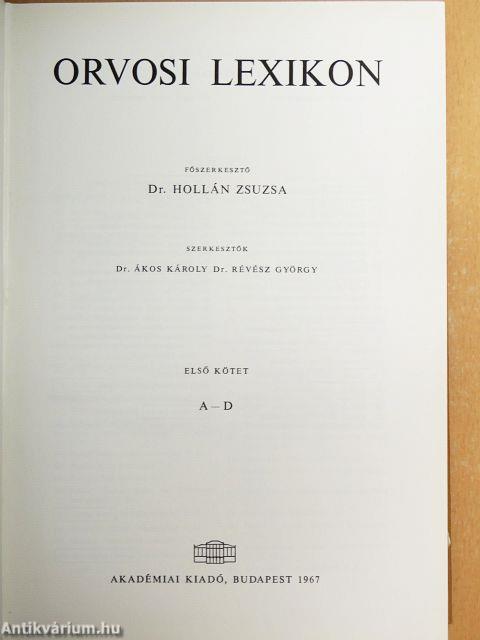 ORVOSI LEXIKON
FŐSZERKESZTŐ
Dr. HOLLÁN ZSUZSA
SZERKESZTŐK
Dr. ÁKOS KÁROLY Dr. RÉVÉSZ GYÖRGY
ELSŐ KÖTET
A – D
AKADÉMIAI KIADÓ, BUDAPEST 1967
Antikvárium.hu